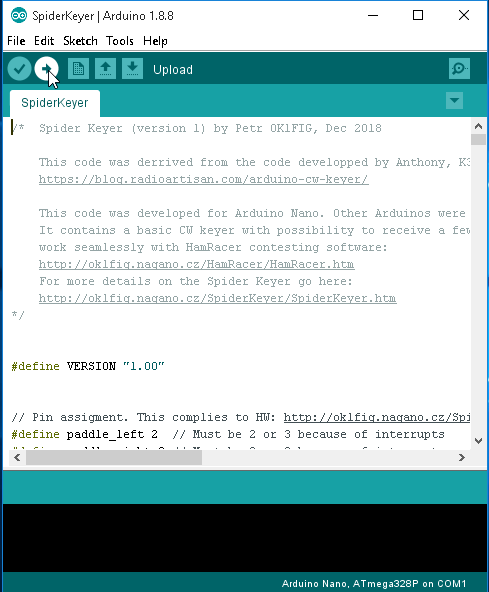 SpiderKeyer | Arduino 1.8.8
File Edit Sketch Tools Help
Upload
SpiderKeyer
/*  Spider Keyer (version 1) by Petr OK1FIG, Dec 2018
This code was derrived from the code developped by Anthony, K3
https://blog.radioartisan.com/arduino-cw-keyer/
This code was developed for Arduino Nano. Other Arduinos were
It contains a basic CW keyer with possibility to receive a few
work seamlessly with HamRacer contesting software:
http://ok1fig.nagano.cz/HamRacer/HamRacer.htm
For more details on the Spider Keyer go here:
http://ok1fig.nagano.cz/SpiderKeyer/SpiderKeyer.htm
*/
#define VERSION "1.00"
// Pin assigment. This complies to HW: http://ok1fig.nagano.cz/Spi
#define paddle_left 2  // Must be 2 or 3 because of interrupts
Arduino Nano, ATmega328P on COM1